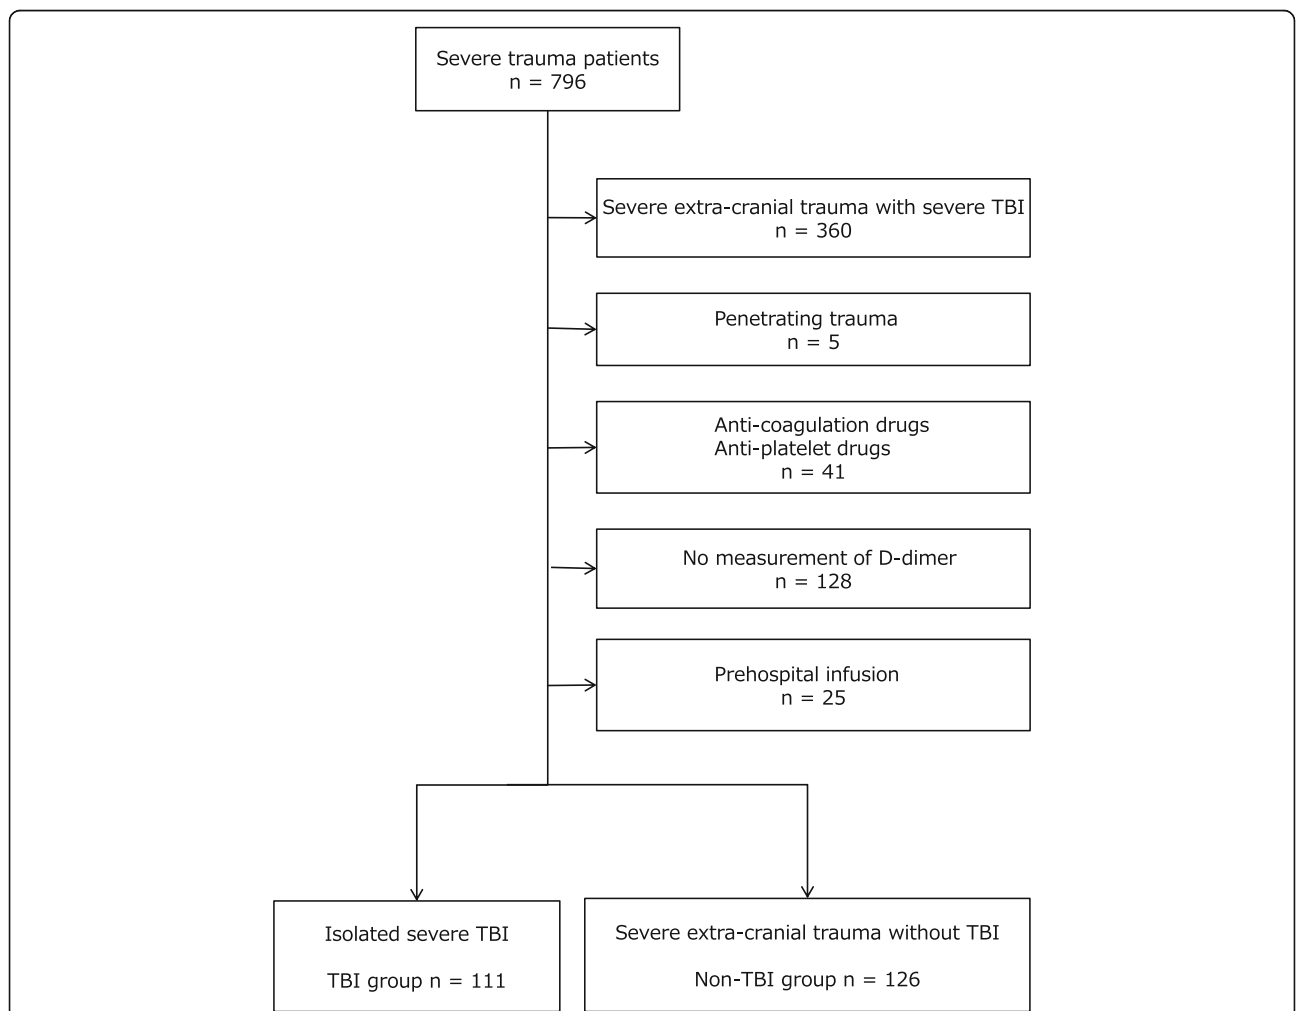 Severe trauma patients
n = 796
Severe extra-cranial trauma with severe TBI
n = 360
Penetrating trauma
n = 5
Anti-coagulation drugs
Anti-platelet drugs
n = 41
No measurement of D-dimer
n = 128
Prehospital infusion
n = 25
Isolated severe TBI
TBI group n = 111
Severe extra-cranial trauma without TBI
Non-TBI group n = 126